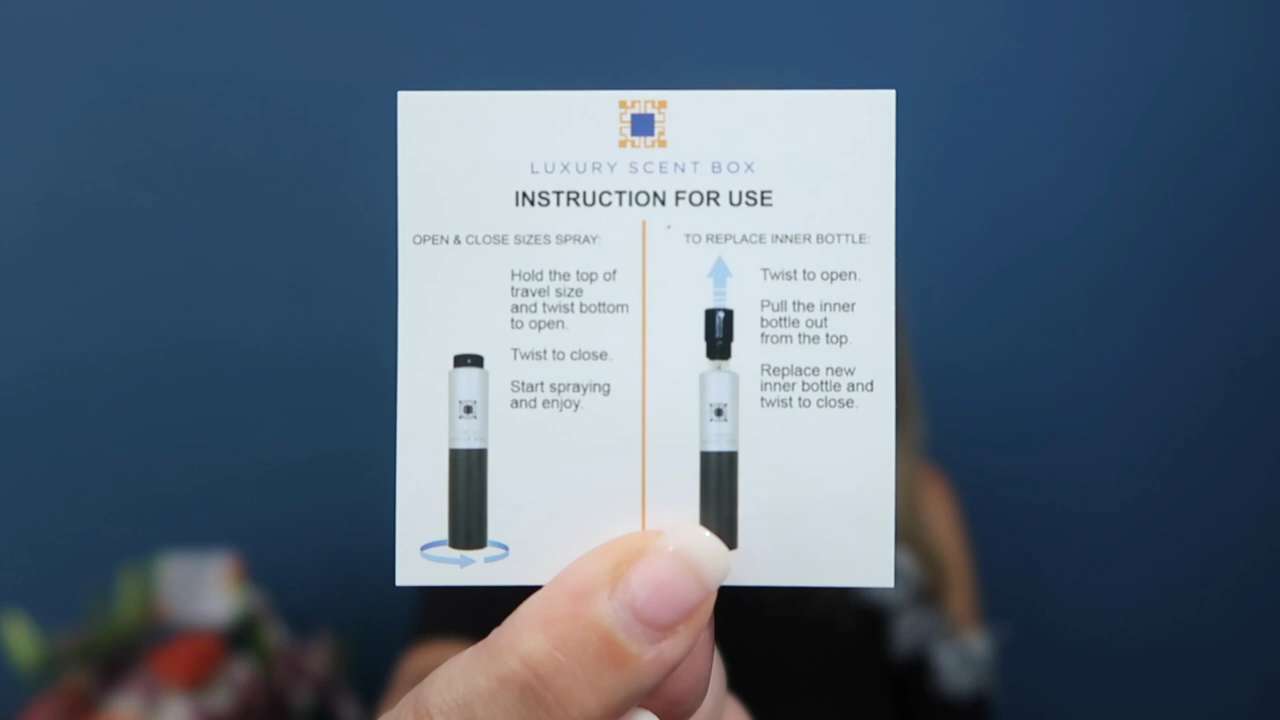 LUXURY SCENT BOX
INSTRUCTION FOR USE
OPEN & CLOSE SIZES SPRAY:
Hold the top of
travel size
and twist bottom
to open.
Twist to close.
Start spraying
and enjoy.
TO REPLACE INNER BOTTLE:
Twist to open.
Pull the inner
bottle out
from the top.
Replace new
inner bottle and
twist to close.